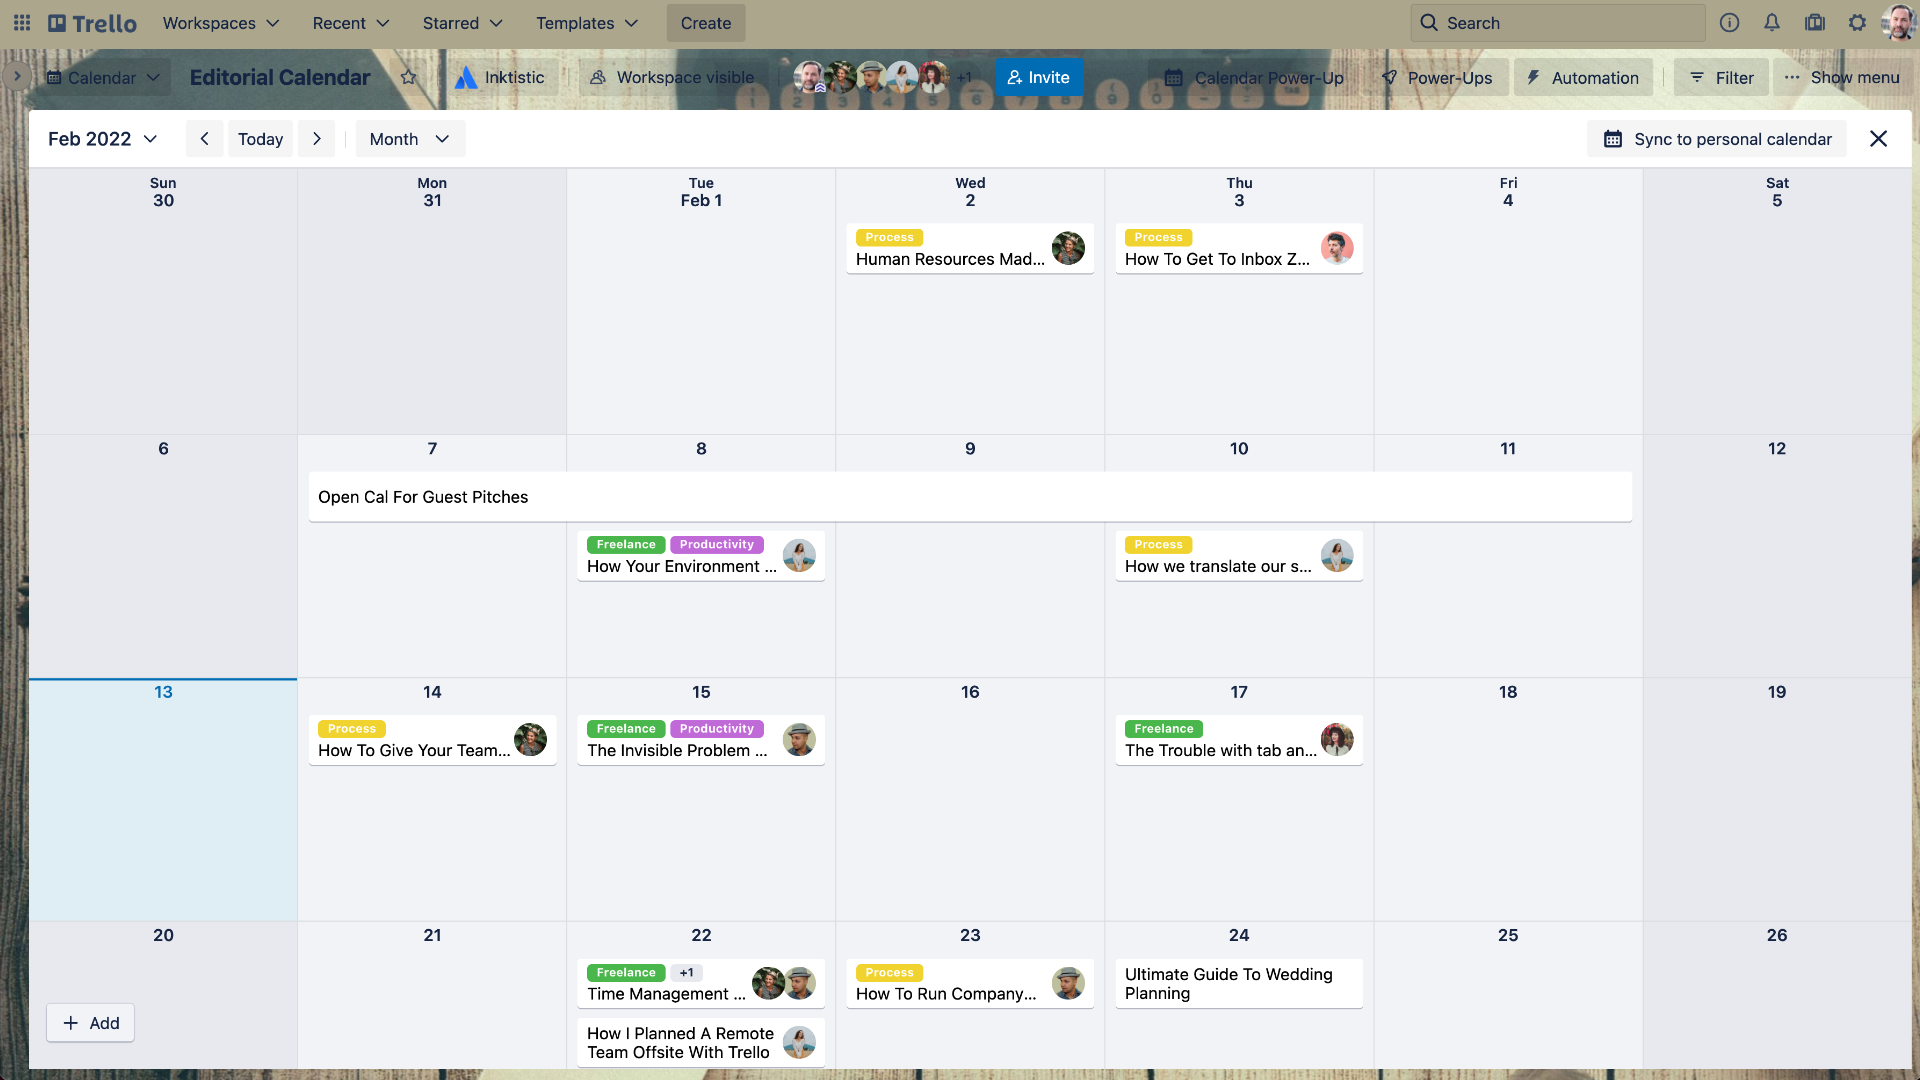 Trello Workspaces Recent Starred Templates Create Search
Calendar Editorial Calendar Inktistic Workspace visible +1 Invite Calendar Power-Up Power-Ups Automation Filter Show menu
Feb 2022 Today Month Sync to personal calendar
Sun Mon Tue Wed Thu Fri Sat
30 31 Feb 1 2 3 4 5
Process Process
Human Resources Mad... How To Get To Inbox Z...
6 7 8 9 10 11 12
Open Cal For Guest Pitches
Freelance Productivity Process
How Your Environment ... How we translate our s...
13 14 15 16 17 18 19
Process Freelance Productivity Freelance
How To Give Your Team... The Invisible Problem ... The Trouble with tab an...
20 21 22 23 24 25 26
Freelance +1 Process
Time Management ... How To Run Company...
Ultimate Guide To Wedding
Planning
Add
How I Planned A Remote
Team Offsite With Trello